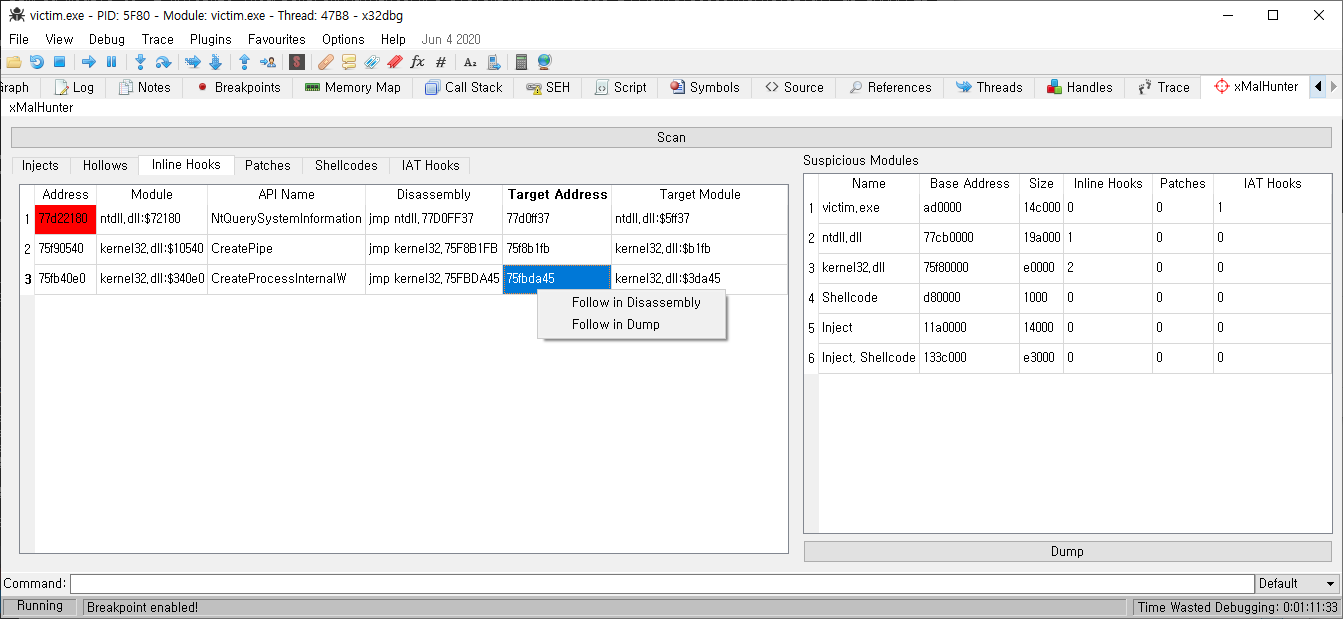 victim.exe - PID: 5F80 - Module: victim.exe - Thread: 47B8 - x32dbg
File View Debug Trace Plugins Favourites Options Help Jun 4 2020
$ fx # Az
raph Log Notes Breakpoints Memory Map Call Stack SEH Script Symbols Source References Threads Handles Trace xMalHunter
xMalHunter
Scan
Injects Hollows Inline Hooks Patches Shellcodes IAT Hooks
Address Module API Name Disassembly Target Address Target Module
1 77d22180 ntdll.dll:$72180 NtQuerySystemInformation jmp ntdll.77D0FF37 77d0ff37 ntdll.dll:$5ff37
2 75f90540 kernel32.dll:$10540 CreatePipe jmp kernel32.75F8B1FB 75f8b1fb kernel32.dll:$b1fb
3 75fb40e0 kernel32.dll:$340e0 CreateProcessInternalW jmp kernel32.75FBDA45 75fbda45 kernel32.dll:$3da45
Follow in Disassembly
Follow in Dump
Suspicious Modules
Name Base Address Size Inline Hooks Patches IAT Hooks
1 victim.exe ad0000 14c000 0 0 1
2 ntdll.dll 77cb0000 19a000 1 0 0
3 kernel32.dll 75f80000 e0000 2 0 0
4 Shellcode d80000 1000 0 0 0
5 Inject 11a0000 14000 0 0 0
6 Inject, Shellcode 133c000 e3000 0 0 0
Dump
Command: Default
Running Breakpoint enabled! Time Wasted Debugging: 0:01:11:33